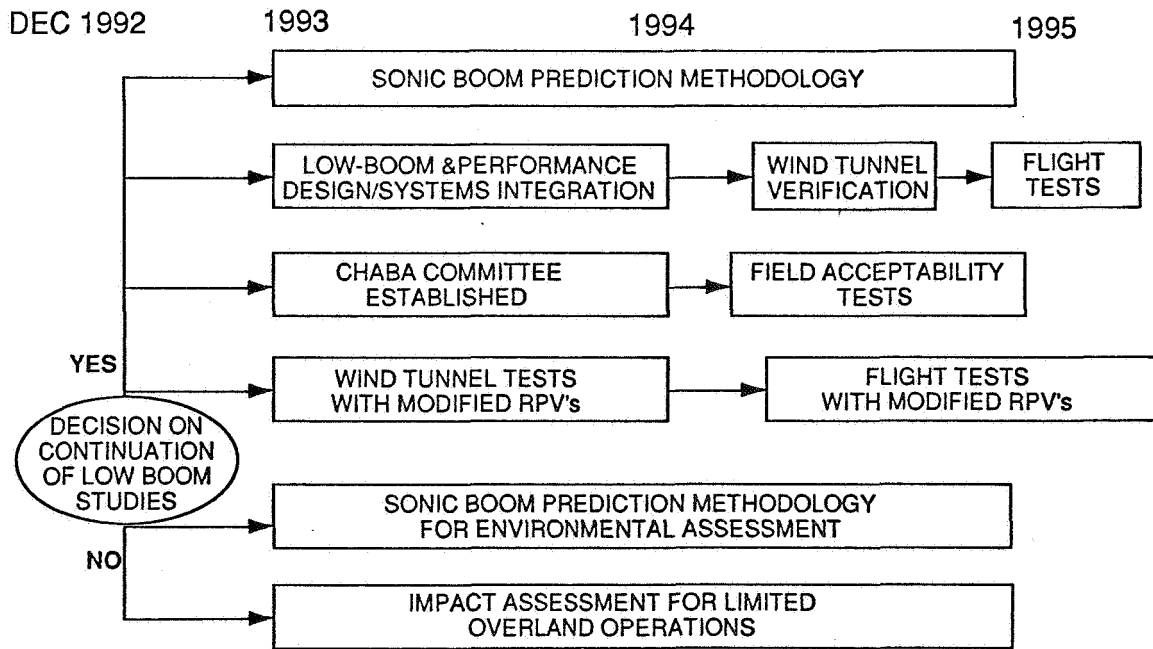 DEC 1992 1993 1994 1995
SONIC BOOM PREDICTION METHODOLOGY
LOW-BOOM &PERFORMANCE
DESIGN/SYSTEMS INTEGRATION
WIND TUNNEL
VERIFICATION
FLIGHT
TESTS
CHABA COMMITTEE
ESTABLISHED
FIELD ACCEPTABILITY
TESTS
YES
WIND TUNNEL TESTS
WITH MODIFIED RPV's
FLIGHT TESTS
WITH MODIFIED RPV's
DECISION ON
CONTINUATION
OF LOW BOOM
STUDIES
SONIC BOOM PREDICTION METHODOLOGY
FOR ENVIRONMENTAL ASSESSMENT
NO
IMPACT ASSESSMENT FOR LIMITED
OVERLAND OPERATIONS